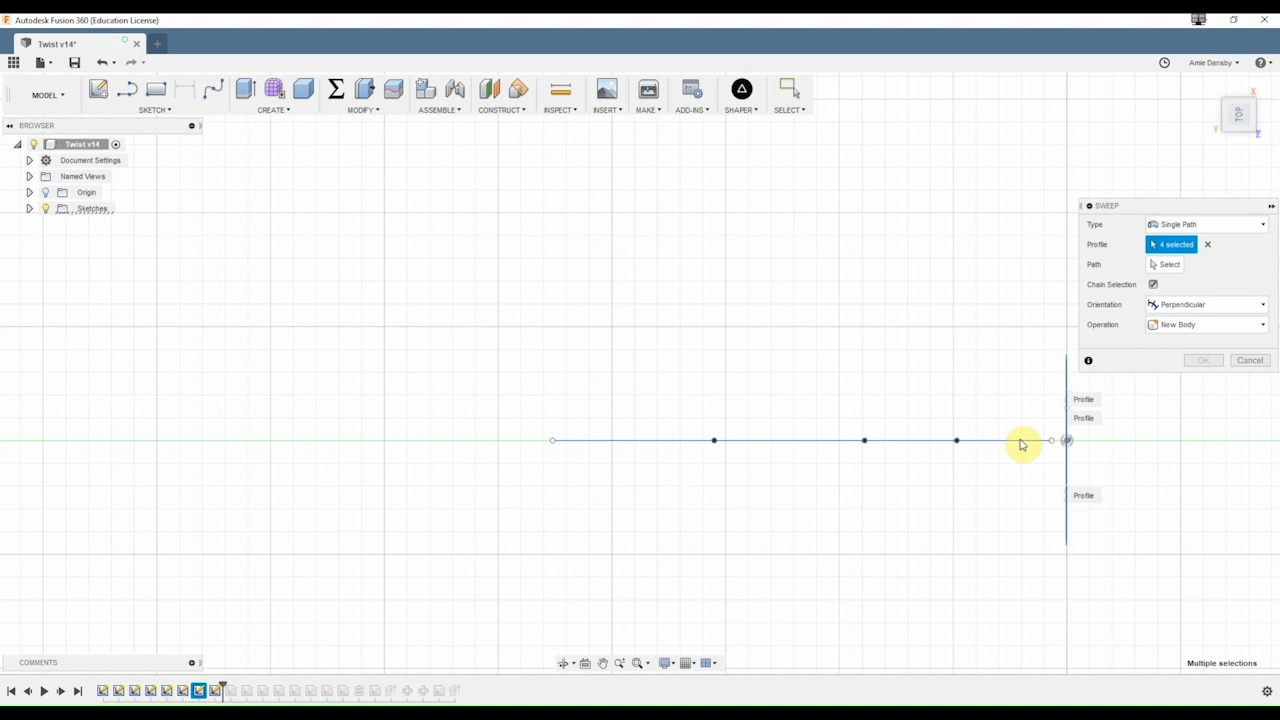 Autodesk Fusion 360 (Education License)
Twist v14*
Amie Dansby
MODEL
SKETCH
CREATE
MODIFY
ASSEMBLE
CONSTRUCT
INSPECT
INSERT
MAKE
ADD-INS
SHAPER
SELECT
BROWSER
Twist v14
Document Settings
Named Views
Origin
Sketches
X
TOP
Y
Z
SWEEP
Type Single Path
Profile 4 selected
Path Select
Chain Selection
Orientation Perpendicular
Operation New Body
OK Cancel
Profile
Profile
Profile
COMMENTS
Multiple selections